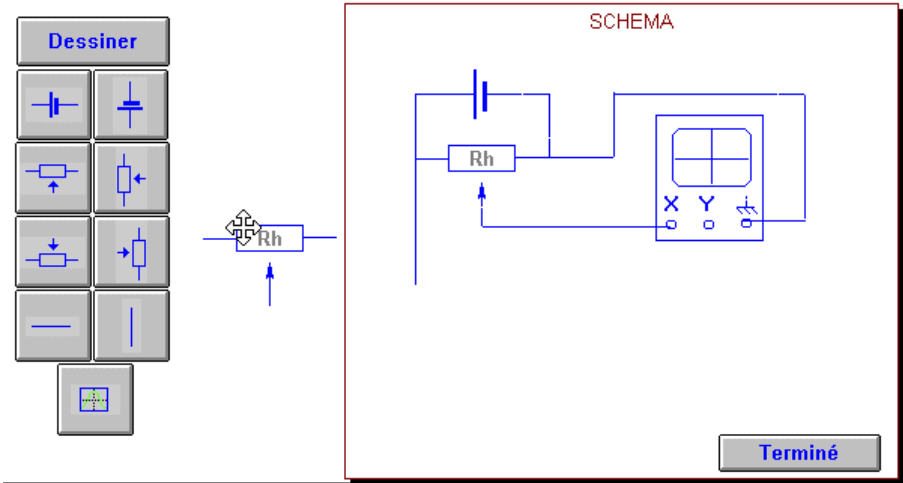 Dessiner
SCHEMA
Rh
X Y
Rh
Terminé